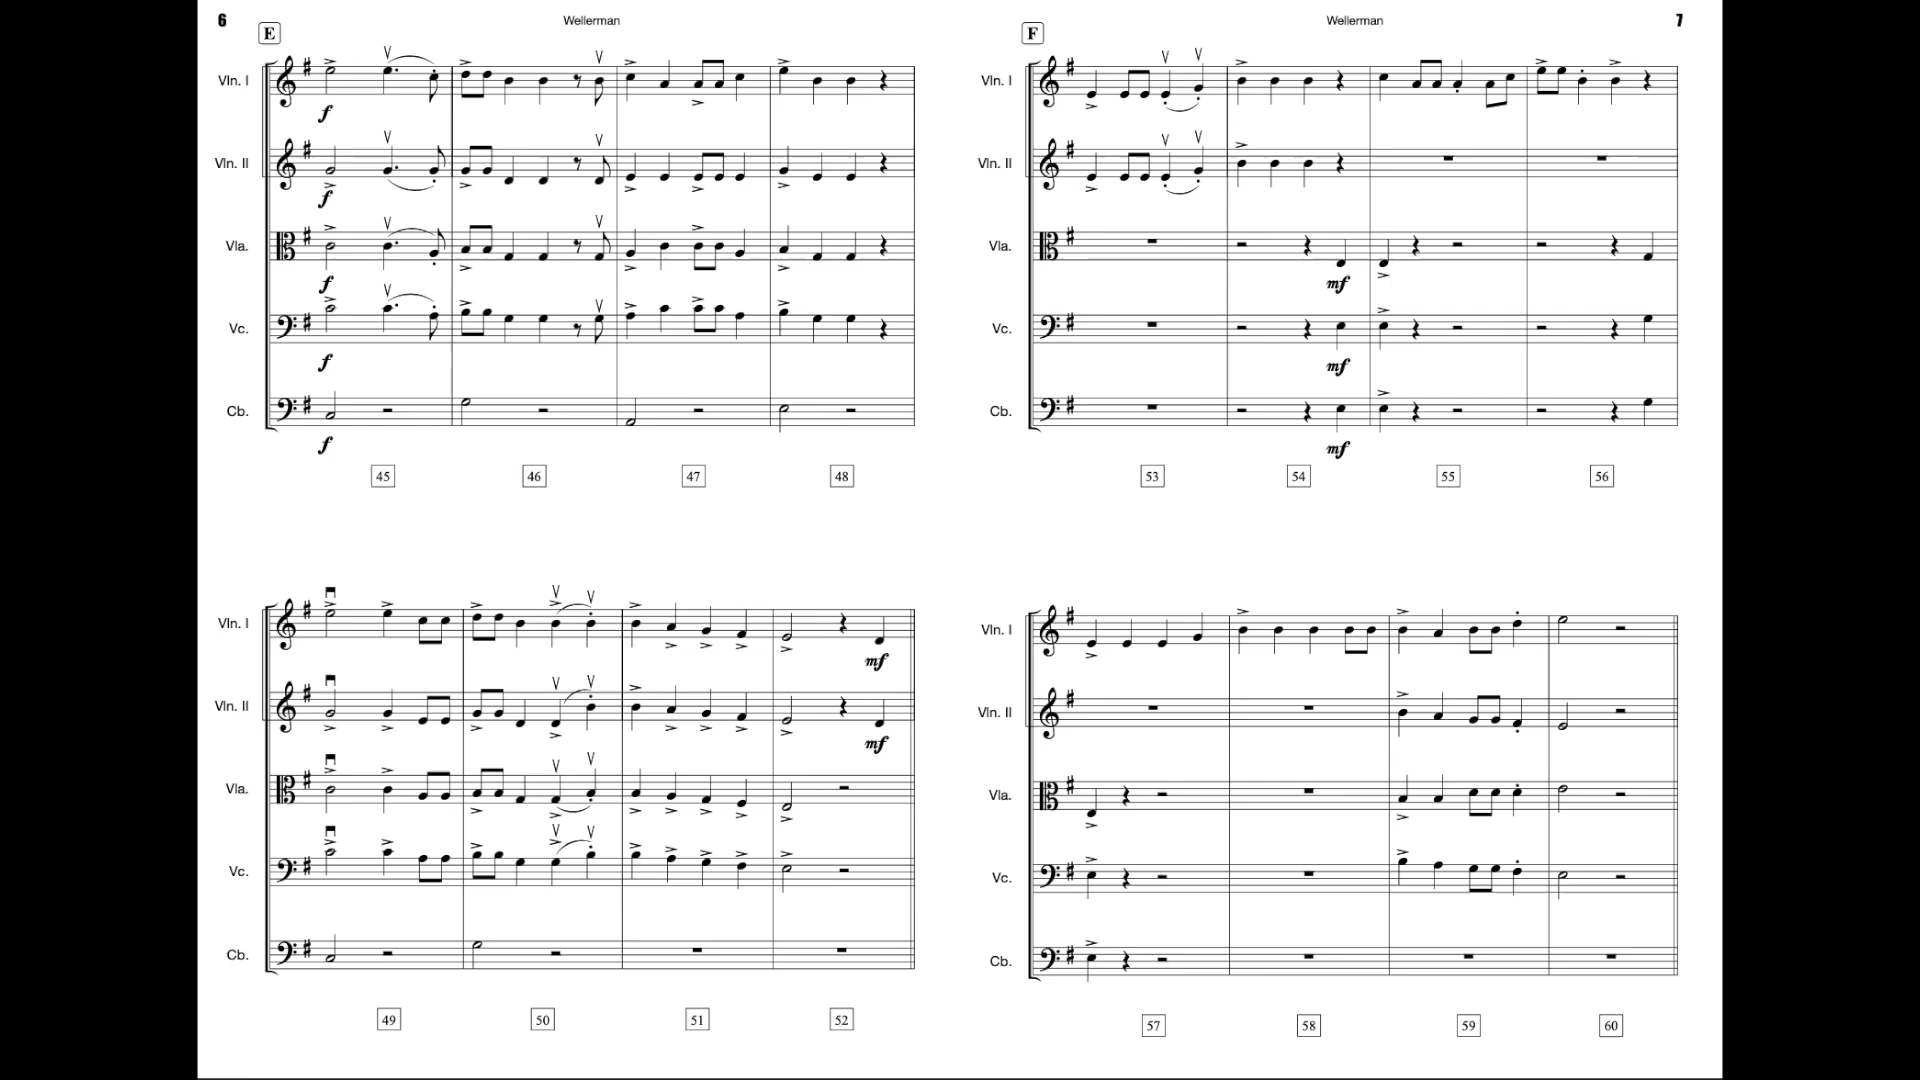 6
Wellerman
E
Vln. I
f
Vln. II
f
Vla.
f
Vc.
f
Cb.
f
45 46 47 48
Vln. I
mf
Vln. II
mf
Vla.
Vc.
Cb.
49 50 51 52
Wellerman
7
F
Vln. I
Vln. II
Vla.
mf
Vc.
mf
Cb.
mf
53 54 55 56
Vln. I
Vln. II
Vla.
Vc.
Cb.
57 58 59 60